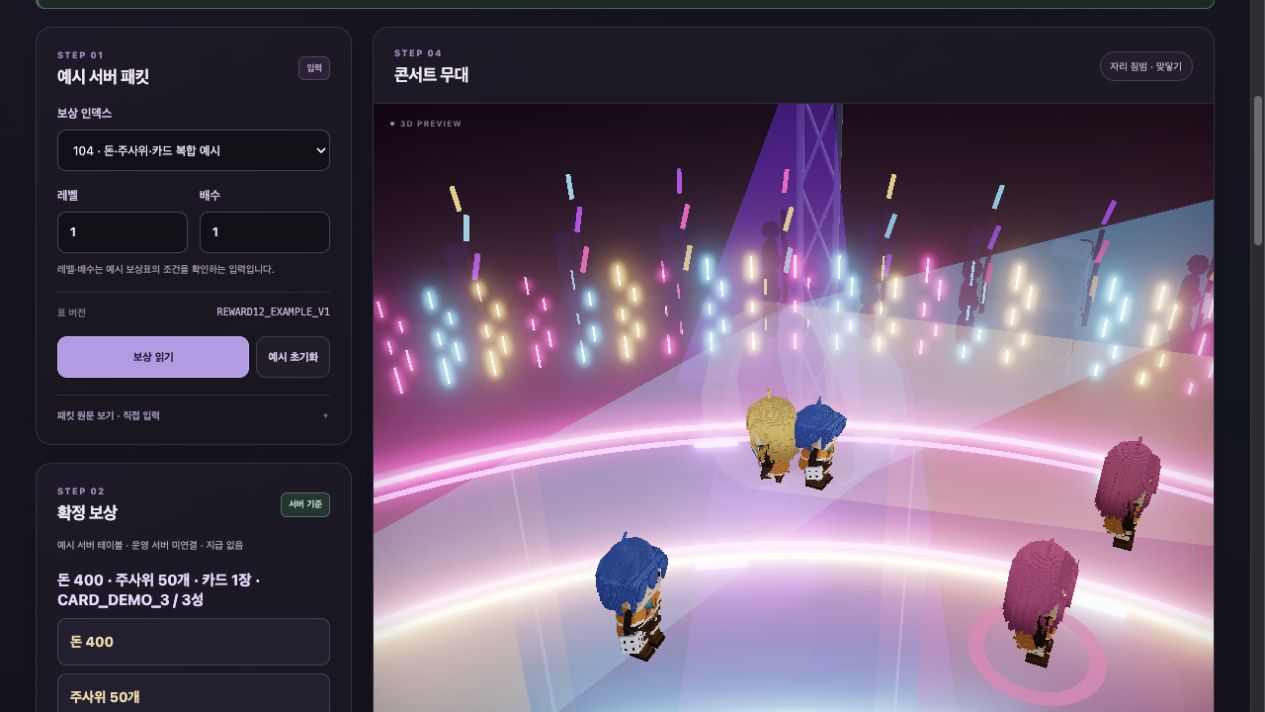 STEP 01
예시 서버 패킷
입력
보상 인덱스
104 · 돈·주사위·카드 복합 예시
레벨
배수
1
1
레벨·배수는 예시 보상표의 조건을 확인하는 입력입니다.
표 버전
REWARD12_EXAMPLE_V1
보상 읽기
예시 초기화
패킷 원문 보기 · 직접 입력
+
STEP 02
확정 보상
서버 기준
예시 서버 테이블 · 운영 서버 미연결 · 지급 없음
돈 400 · 주사위 50개 · 카드 1장 ·
CARD_DEMO_3 / 3성
돈 400
주사위 50개
STEP 04
콘서트 무대
자리 침범 · 맞닿기
3D PREVIEW